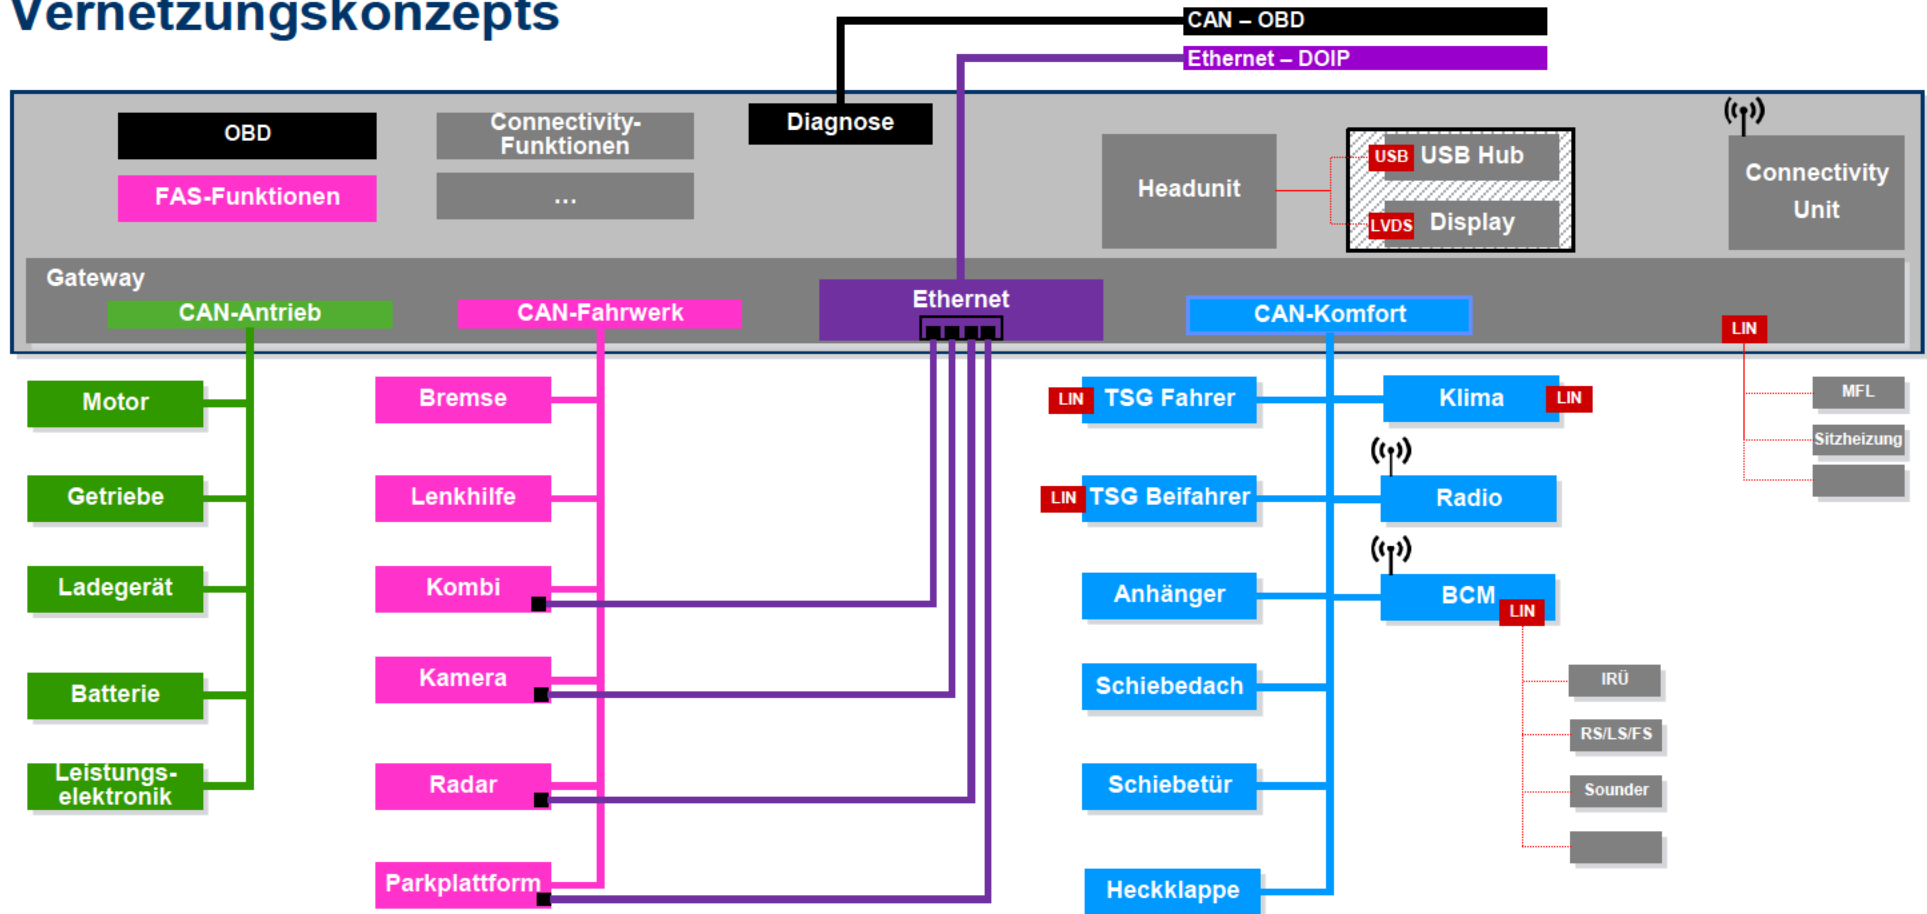 Vernetzungskonzepts
CAN – OBD
Ethernet – DOIP
OBD
Connectivity-
Funktionen
Diagnose
FAS-Funktionen
...
Headunit
USB
USB Hub
LVDS
Display
Connectivity
Unit
Gateway
CAN-Antrieb
CAN-Fahrwerk
Ethernet
CAN-Komfort
LIN
Motor
Getriebe
Ladegerät
Batterie
Leistungs-
elektronik
Bremse
Lenkhilfe
Kombi
Kamera
Radar
Parkplattform
LIN
TSG Fahrer
LIN
TSG Beifahrer
Anhänger
Schiebedach
Schiebetür
Heckklappe
Klima
LIN
Radio
BCM
LIN
IRÜ
RS/LS/FS
Sounder
MFL
Sitzheizung